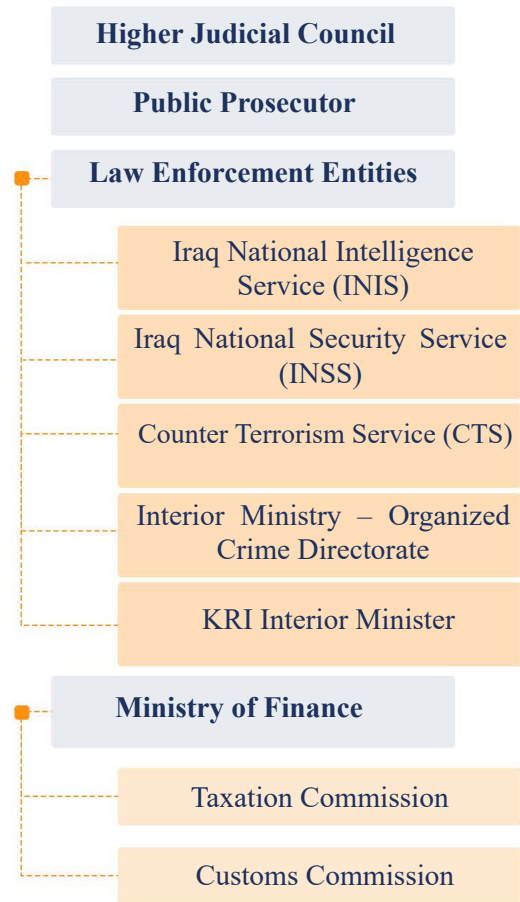 Higher Judicial Council
Public Prosecutor
Law Enforcement Entities
Iraq National Intelligence
Service (INIS)
Iraq National Security Service
(INSS)
Counter Terrorism Service (CTS)
Interior Ministry – Organized
Crime Directorate
KRI Interior Minister
Ministry of Finance
Taxation Commission
Customs Commission